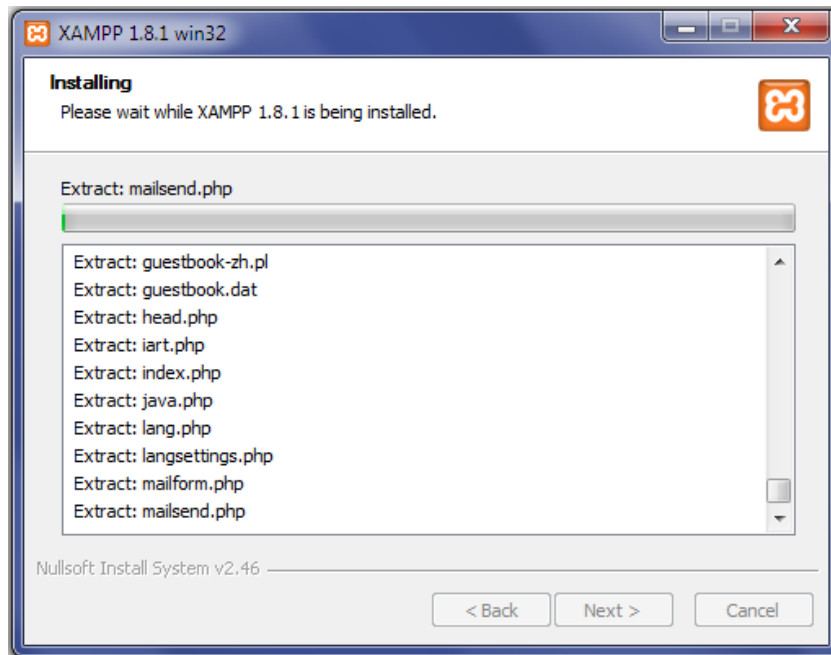 XAMPP 1.8.1 win32
Installing
Please wait while XAMPP 1.8.1 is being installed.
Extract: mailsend.php
Extract: guestbook-zh.pl
Extract: guestbook.dat
Extract: head.php
Extract: iart.php
Extract: index.php
Extract: java.php
Extract: lang.php
Extract: langsettings.php
Extract: mailform.php
Extract: mailsend.php
Nullsoft Install System v2.46
< Back Next > Cancel